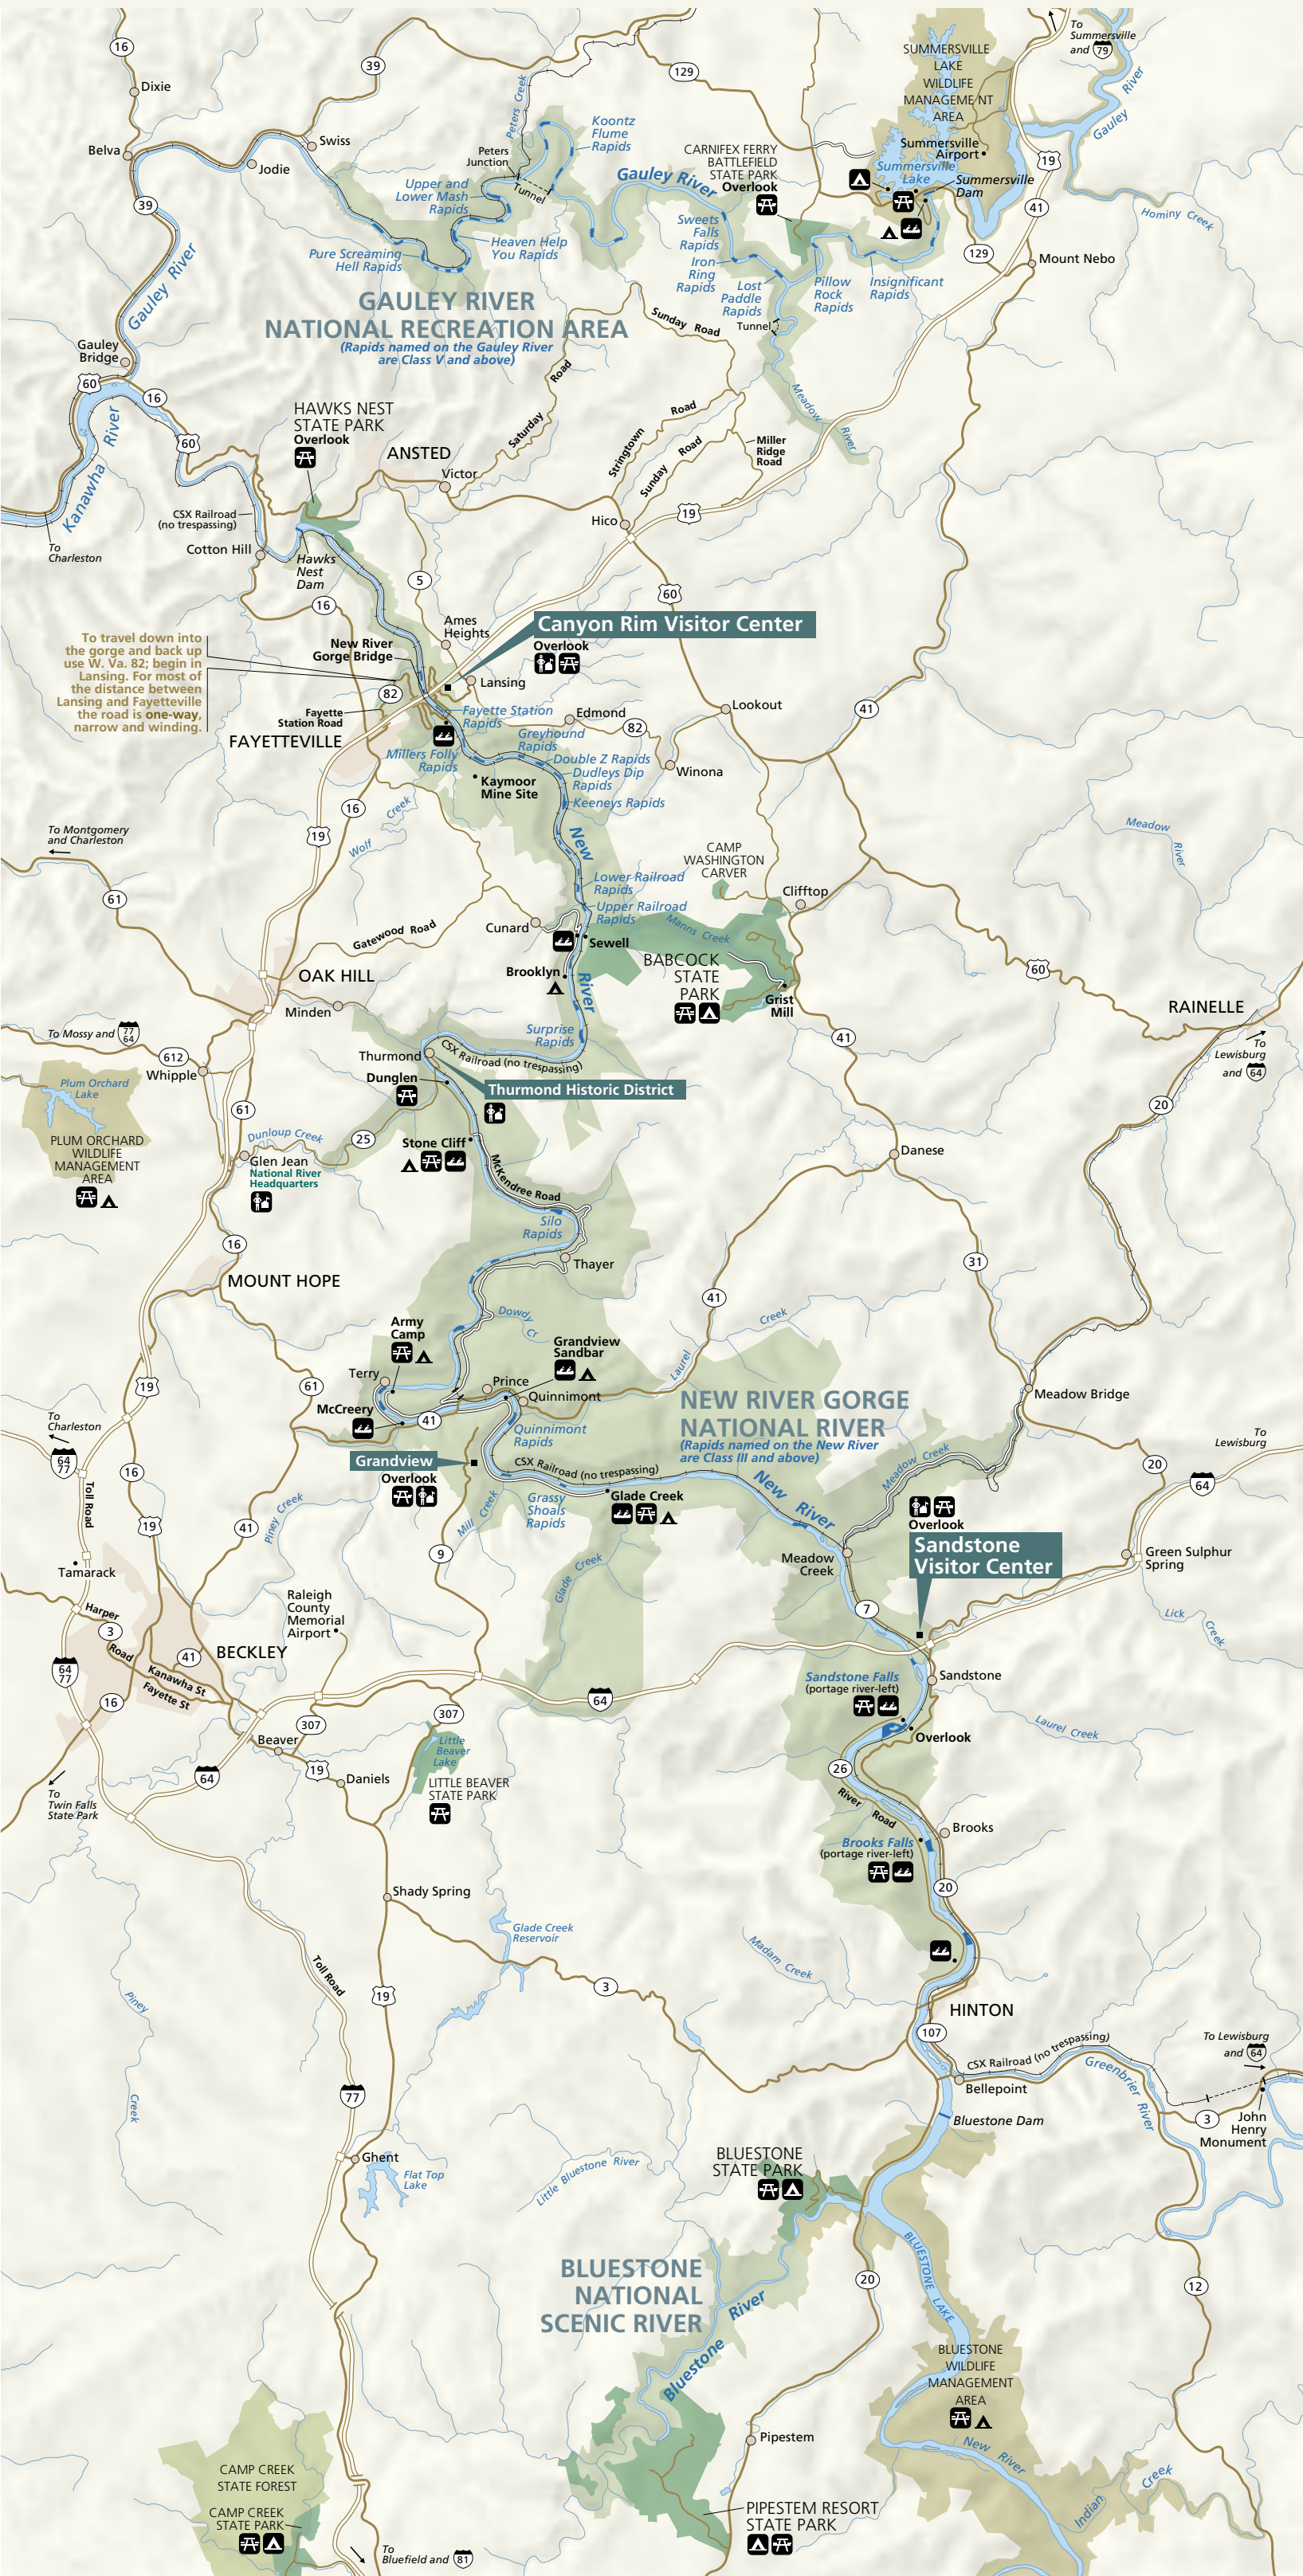 16
Dixie
39
129
To
Summersville
and 79
SUMMERSVILLE
LAKE
WILDLIFE
MANAGEME NT
AREA
Gauley River
Peters Creek
Koontz
Flume
Rapids
Belva
Swiss
Jodie
Peters
Junction
Tunnel
CARNIFEX FERRY
BATTLEFIELD
STATE PARK
Overlook
Summersville
Airport
19
Summersville
Lake
Summersville
Dam
Gauley River
Upper and
Lower Mash
Rapids
39
41
Hominy Creek
Sweets
Falls
Rapids
Heaven Help
You Rapids
Pure Screaming
Hell Rapids
129
Mount Nebo
Iron
Ring
Rapids
Lost
Paddle
Rapids
Pillow
Rock
Rapids
Insignificant
Rapids
Gauley River
GAULEY RIVER
NATIONAL RECREATION AREA
(Rapids named on the Gauley River
are Class V and above)
Sunday Road
Tunnel
Gauley
Bridge
60
16
Saturday Road
Meadow River
Kanawha River
HAWKS NEST
STATE PARK
Overlook
60
ANSTED
Victor
Stringtown Road
Sunday Road
Miller
Ridge
Road
CSX Railroad
(no trespassing)
Hico
19
To
Charleston
Cotton Hill
Hawks
Nest
Dam
5
60
16
Ames
Heights
Canyon Rim Visitor Center
Overlook
To travel down into
the gorge and back up
use W. Va. 82; begin in
Lansing. For most of
the distance between
Lansing and Fayetteville
the road is one-way,
narrow and winding.
New River
Gorge Bridge
Lansing
82
Fayette
Station Road
Fayette Station
Rapids
Edmond
82
Lookout
41
FAYETTEVILLE
Greyhound
Rapids
Millers Folly
Rapids
Double Z Rapids
Dudleys Dip
Rapids
Winona
Kaymoor
Mine Site
Keeneys Rapids
16
19
Wolf Creek
To Montgomery
and Charleston
Meadow River
New River
CAMP
WASHINGTON
CARVER
61
Lower Railroad
Rapids
Clifftop
Upper Railroad
Rapids
Manns Creek
Cunard
Gatewood Road
Sewell
BABCOCK
STATE
PARK
60
OAK HILL
Brooklyn
Grist
Mill
RAINELLE
Minden
To Mossy and 77 64
Surprise
Rapids
41
612
To
Lewisburg
and 64
Whipple
Thurmond
CSX Railroad (no trespassing)
Dunglen
Thurmond Historic District
Plum Orchard
Lake
20
61
PLUM ORCHARD
WILDLIFE
MANAGEMENT
AREA
Dunloup Creek
25
Stone Cliff
Danese
Glen Jean
National River
Headquarters
McKendree Road
Silo
Rapids
16
Thayer
31
MOUNT HOPE
41
Dowdy Cr
Creek
Army
Camp
Grandview
Sandbar
Laurel
Terry
Prince
Quinnimont
61
19
McCreery
41
NEW RIVER GORGE
NATIONAL RIVER
(Rapids named on the New River
are Class III and above)
Meadow Bridge
To
Charleston
64
77
Quinnimont
Rapids
To
Lewisburg
Grandview
Overlook
CSX Railroad (no trespassing)
16
Meadow Creek
20
64
Toll Road
New River
Glade Creek
Grassy
Shoals
Rapids
Mill Creek
Overlook
19
41
Piney Creek
Sandstone
Visitor Center
9
Meadow
Creek
Green Sulphur
Spring
Tamarack
Glade Creek
Raleigh
County
Memorial
Airport
Harper Road
3
7
Lick Creek
BECKLEY
41
64
77
Kanawha St
Fayette St
Sandstone
Sandstone Falls
(portage river-left)
16
64
307
307
Overlook
Laurel Creek
Beaver
Little
Beaver
Lake
19
Daniels
64
26
LITTLE BEAVER
STATE PARK
River Road
To
Twin Falls
State Park
Brooks
Brooks Falls
(portage river-left)
20
Shady Spring
Glade Creek
Reservoir
Madam Creek
Toll Road
3
19
Piney
HINTON
107
To Lewisburg
and 64
CSX Railroad (no trespassing)
Greenbrier River
Bellepoint
77
Creek
3
John
Henry
Monument
Bluestone Dam
Ghent
BLUESTONE
STATE PARK
Flat Top
Lake
Little Bluestone River
BLUESTONE LAKE
BLUESTONE
NATIONAL
SCENIC RIVER
20
12
Bluestone River
BLUESTONE
WILDLIFE
MANAGEMENT
AREA
Pipestem
New River
CAMP CREEK
STATE FOREST
Indian Creek
CAMP CREEK
STATE PARK
PIPESTEM RESORT
STATE PARK
To
Bluefield and 81